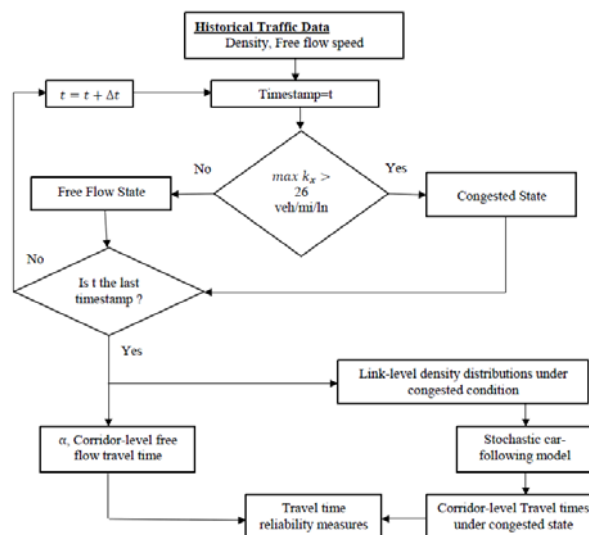 Historical Traffic Data
Density, Free flow speed
t = t + Δt
Timestamp=t
No
Yes
max kₓ >
26
veh/mi/ln
Free Flow State
Congested State
No
Is t the last
timestamp ?
Yes
Link-level density distributions under
congested condition
α, Corridor-level free
flow travel time
Stochastic car-
following model
Travel time
reliability measures
Corridor-level Travel times
under congested state